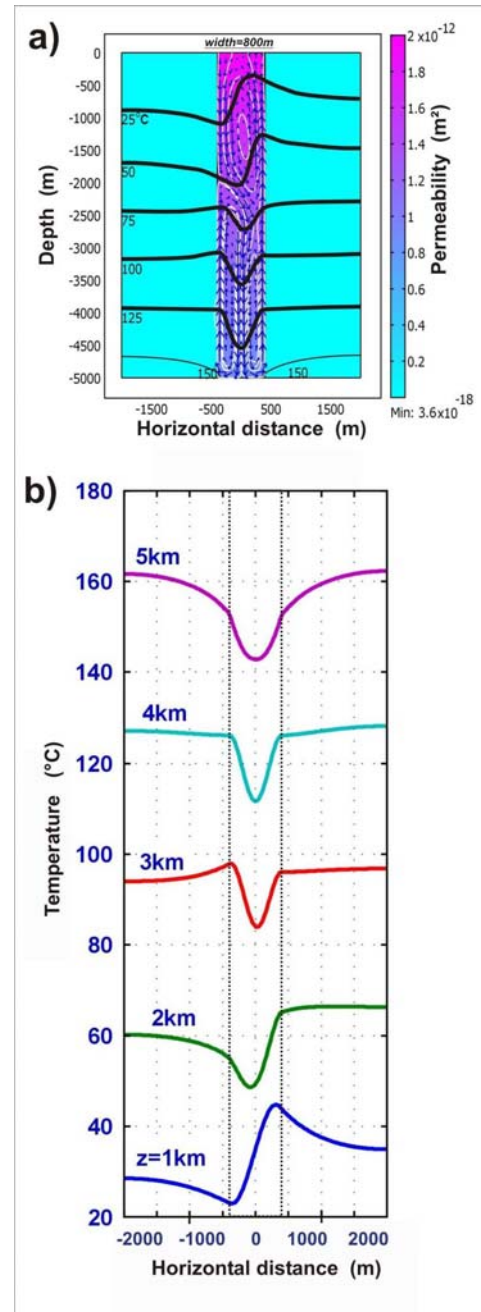 a)
width=800m
2 x10-12
0
-500
-1000
-1500
-2000
-2500
-3000
-3500
-4000
-4500
-5000
Depth (m)
25°C
50
75
100
125
150
150
1.8
1.6
1.4
1.2
1
0.8
0.6
0.4
0.2
Permeability (m²)
-18
Min: 3.6x10
-1500 -500 500 1500
Horizontal distance (m)
b)
180
160
140
120
100
80
60
40
20
Temperature (°C)
5km
4km
3km
2km
z=1km
-2000 -1000 0 1000 2000
Horizontal distance (m)